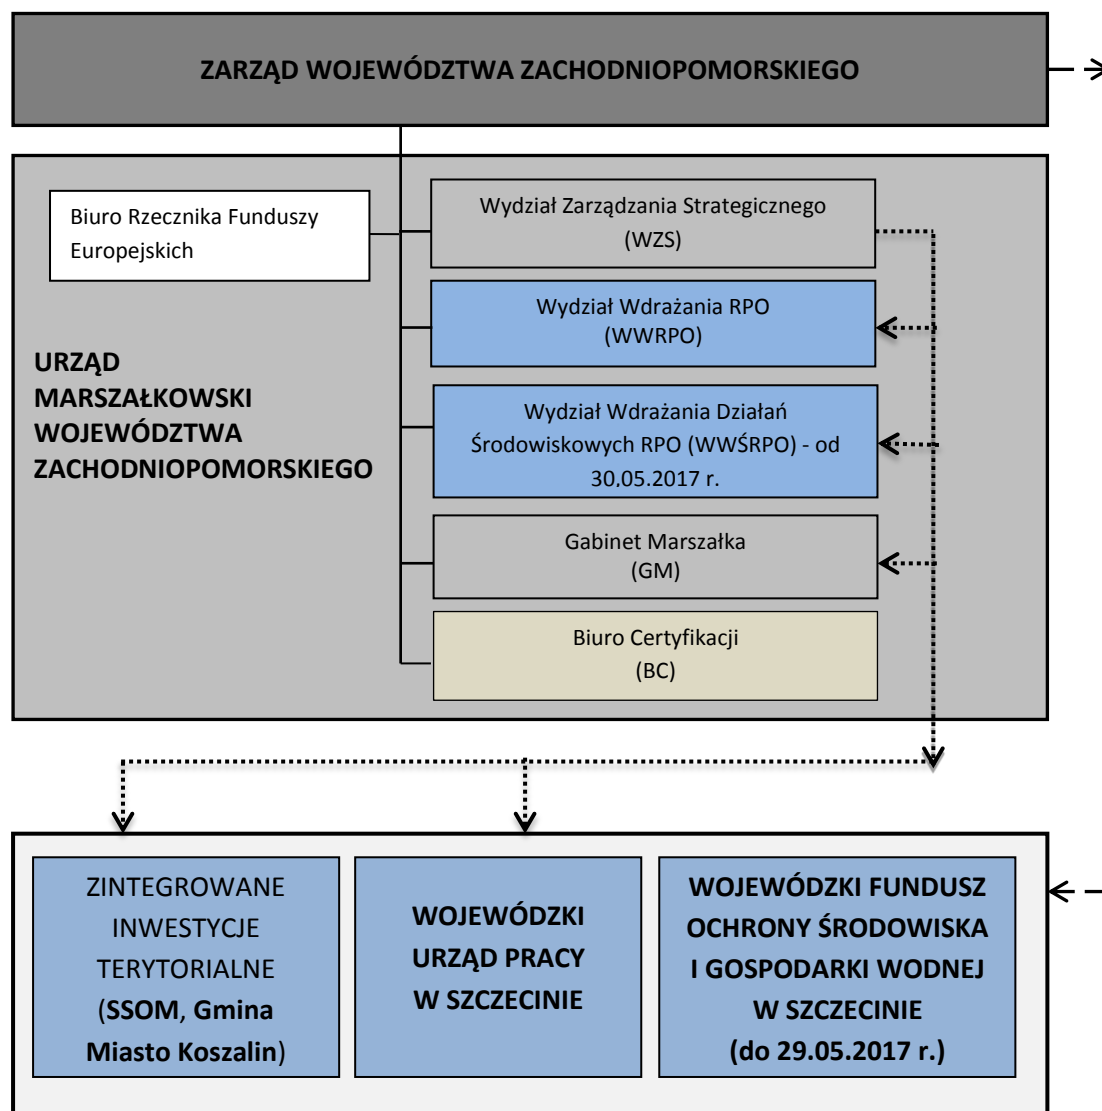 ZARZĄD WOJEWÓDZTWA ZACHODNIOPOMORSKIEGO
Biuro Rzecznika Funduszy
Europejskich
Wydział Zarządzania Strategicznego
(WZS)
Wydział Wdrażania RPO
(WWRPO)
URZĄD
MARSZAŁKOWSKI
WOJEWÓDZTWA
ZACHODNIOPOMORSKIEGO
Wydział Wdrażania Działań
Środowiskowych RPO (WWŚRPO) - od
30.05.2017 r.
Gabinet Marszałka
(GM)
Biuro Certyfikacji
(BC)
ZINTEGROWANE
INWESTYCJE
TERYTORIALNE
(SSOM, Gmina
Miasto Koszalin)
WOJEWÓDZKI
URZĄD PRACY
W SZCZECINIE
WOJEWÓDZKI FUNDUSZ
OCHRONY ŚRODOWISKA
I GOSPODARKI WODNEJ
W SZCZECINIE
(do 29.05.2017 r.)